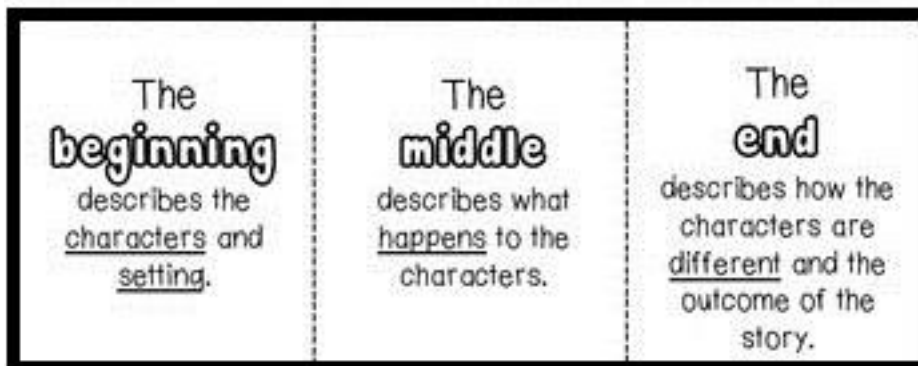 The
beginning
describes the
characters and
setting.
The
middle
describes what
happens to the
characters.
The
end
describes how the
characters are
different and the
outcome of the
story.